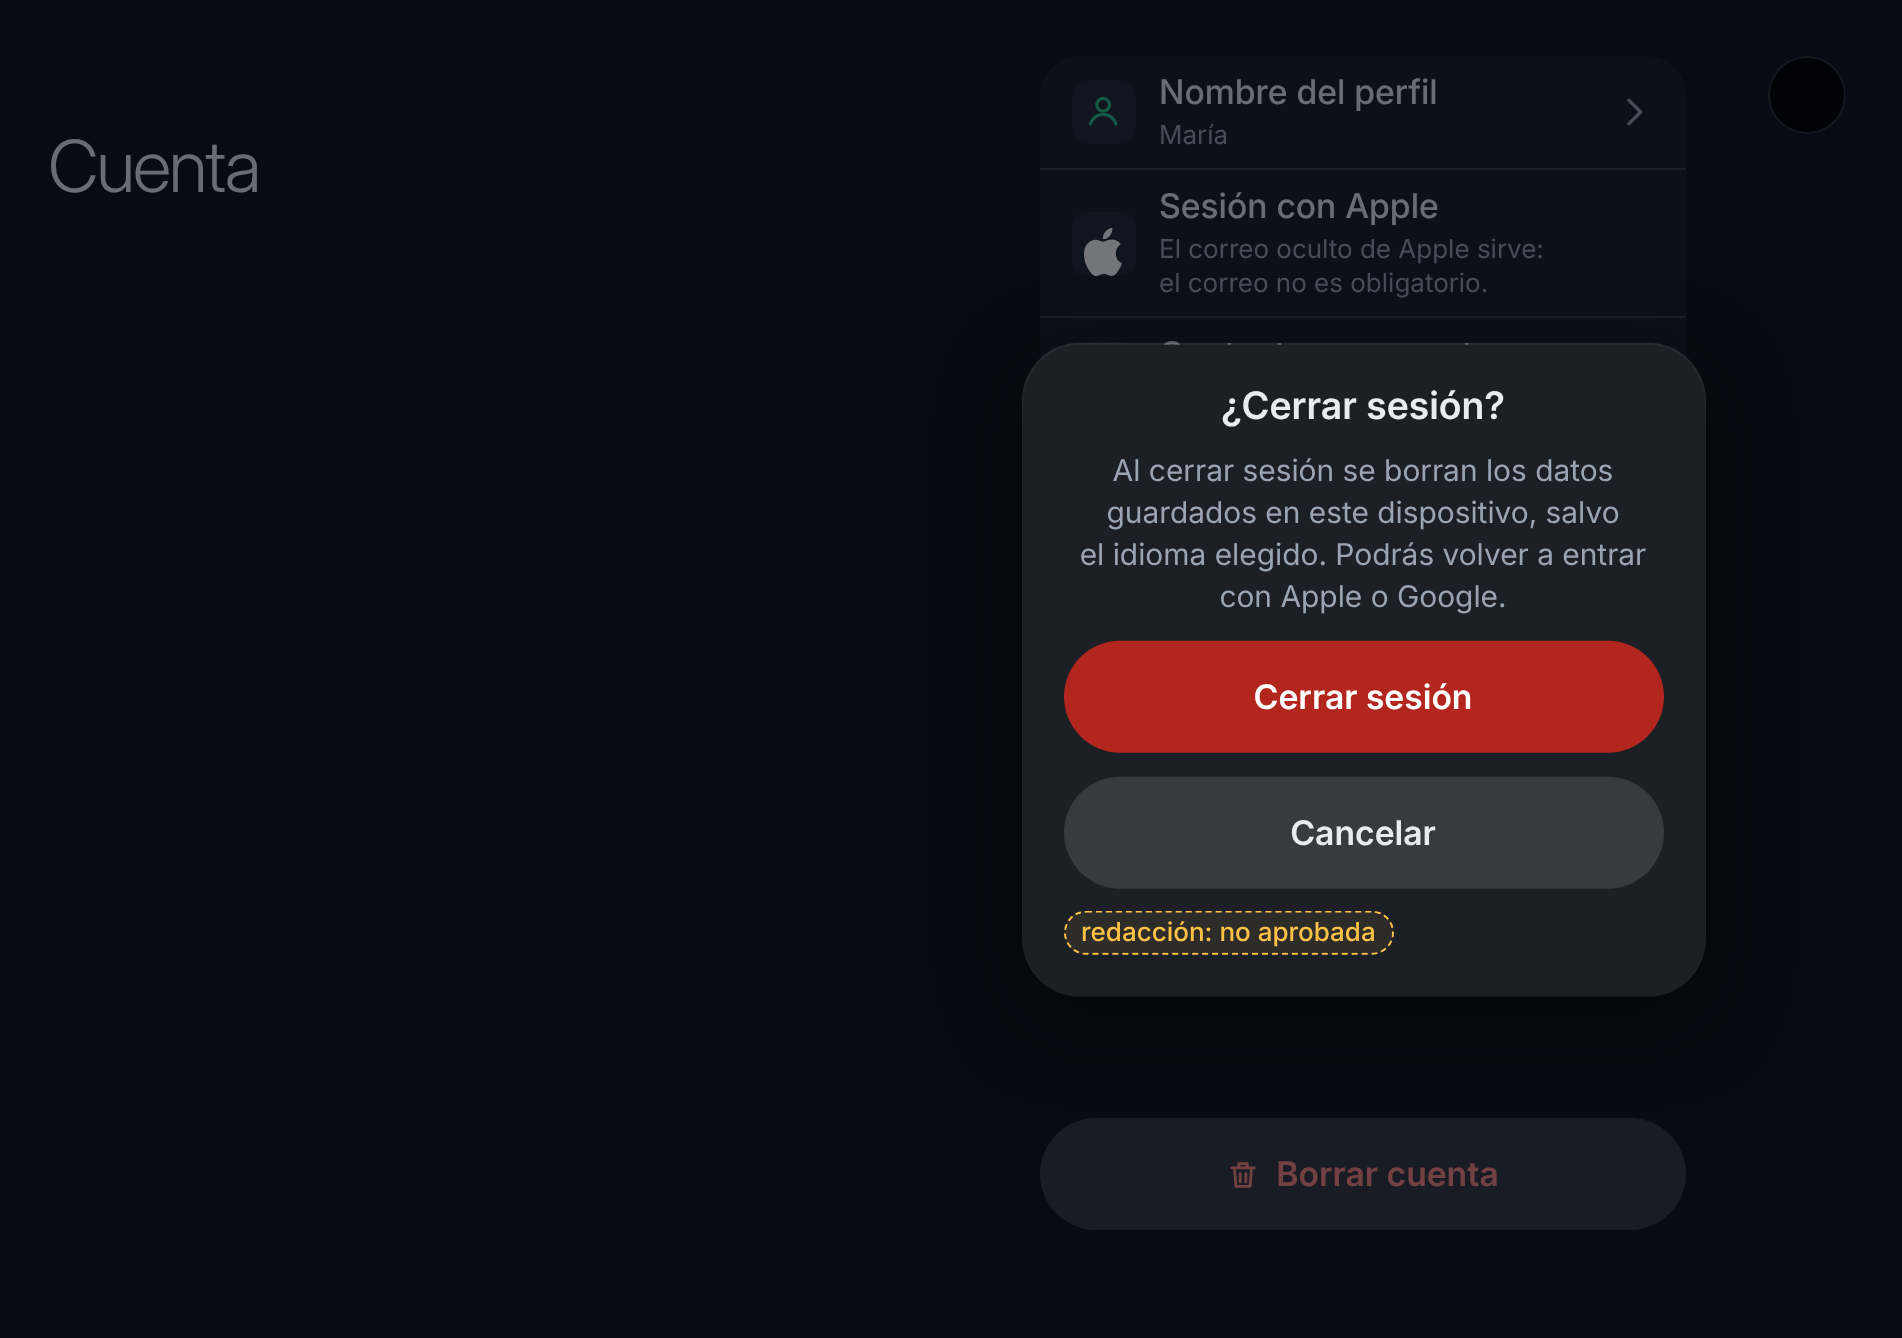 Cuenta
Nombre del perfil
María
Sesión con Apple
El correo oculto de Apple sirve:
el correo no es obligatorio.
¿Cerrar sesión?
Al cerrar sesión se borran los datos
guardados en este dispositivo, salvo
el idioma elegido. Podrás volver a entrar
con Apple o Google.
Cerrar sesión
Cancelar
redacción: no aprobada
Borrar cuenta